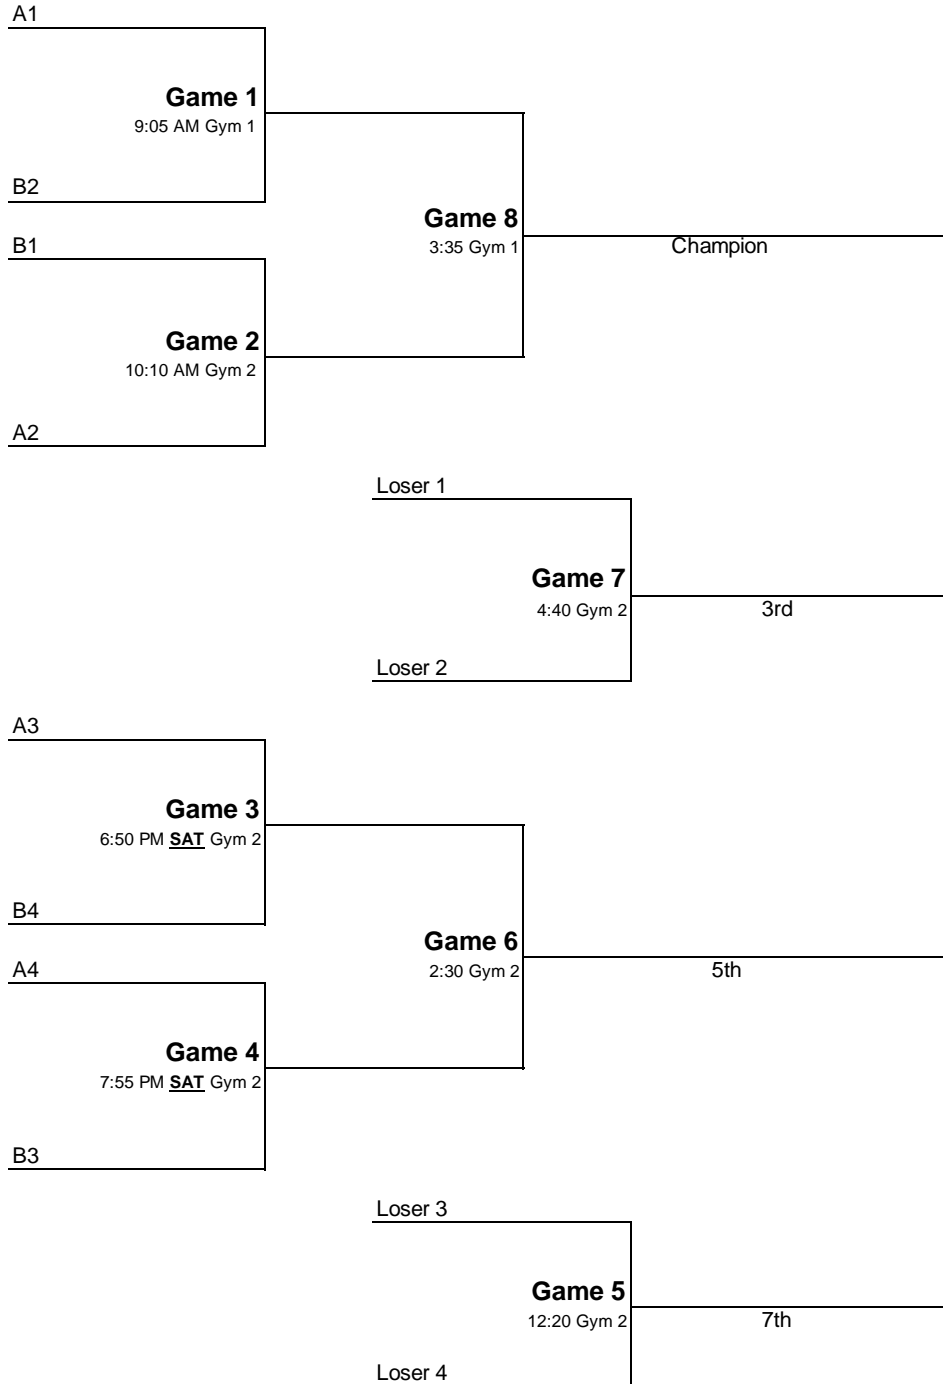 A1
Game 1
9:05 AM Gym 1
B2
Game 8
3:35 Gym 1
Champion
B1
Game 2
10:10 AM Gym 2
A2
Loser 1
Game 7
4:40 Gym 2
3rd
Loser 2
A3
Game 3
6:50 PM SAT Gym 2
B4
Game 6
2:30 Gym 2
5th
A4
Game 4
7:55 PM SAT Gym 2
B3
Loser 3
Game 5
12:20 Gym 2
7th
Loser 4